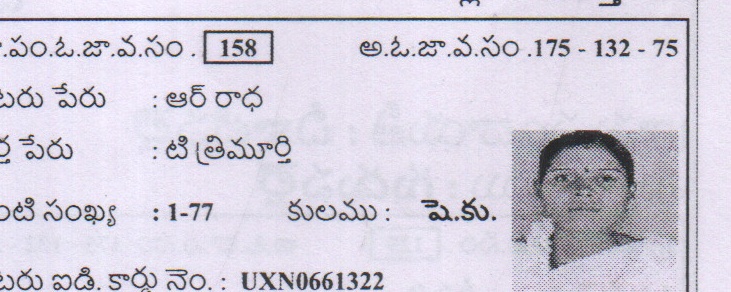 .పం.ఓ.జా.వ.సం. 158 అ.ఓ.జా.వ.సం .175 - 132 - 75
టరు పేరు : ఆర్ రాధ
ర్త పేరు : టి త్రిమూర్తి
ంటి సంఖ్య : 1-77 కులము : షె.కు.
టరు ఐడి. కార్డు నెం. : UXN0661322